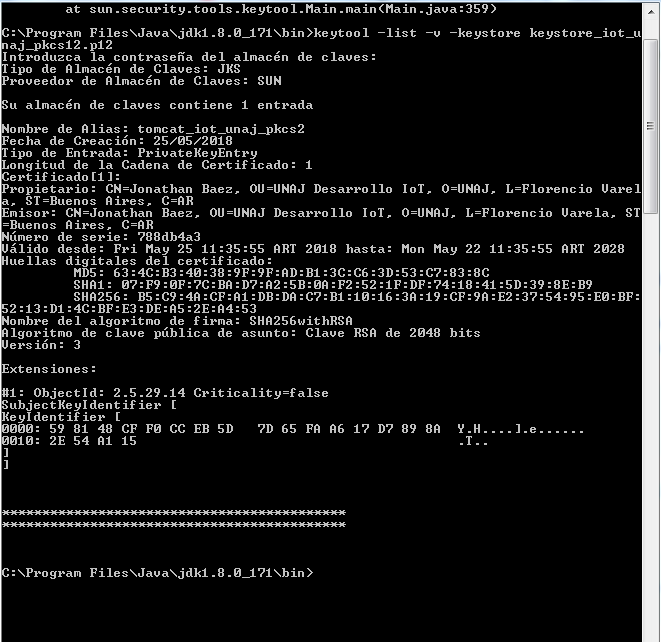 at sun.security.tools.keytool.Main.main(Main.java:359)
C:\Program Files\Java\jdk1.8.0_171\bin>keytool -list -v -keystore keystore_iot_u
naj_pkcs12.p12
Introduzca la contraseña del almacén de claves:
Tipo de Almacén de Claves: JKS
Proveedor de Almacén de Claves: SUN
Su almacén de claves contiene 1 entrada
Nombre de Alias: tomcat_iot_unaj_pkcs2
Fecha de Creación: 25/05/2018
Tipo de Entrada: PrivateKeyEntry
Longitud de la Cadena de Certificado: 1
Certificado[1]:
Propietario: CN=Jonathan Baez, OU=UNAJ Desarrollo IoT, O=UNAJ, L=Florencio Varel
a, ST=Buenos Aires, C=AR
Emisor: CN=Jonathan Baez, OU=UNAJ Desarrollo IoT, O=UNAJ, L=Florencio Varela, ST
=Buenos Aires, C=AR
Número de serie: 788db4a3
Válido desde: Fri May 25 11:35:55 ART 2018 hasta: Mon May 22 11:35:55 ART 2028
Huellas digitales del certificado:
         MD5: 63:4C:B3:40:38:9F:9F:AD:B1:3C:C6:3D:53:C7:83:8C
         SHA1: 07:F9:0F:7C:BA:D7:A2:5B:0A:F2:52:1F:DF:74:18:41:5D:39:8E:B9
         SHA256: B5:C9:4A:CF:A1:DB:DA:C7:B1:10:16:3A:19:CF:9A:E2:37:54:95:E0:BF:
52:13:D1:4C:BF:E3:DE:A5:2E:A4:53
Nombre del algoritmo de firma: SHA256withRSA
Algoritmo de clave pública de asunto: Clave RSA de 2048 bits
Versión: 3
Extensiones:
#1: ObjectId: 2.5.29.14 Criticality=false
SubjectKeyIdentifier [
KeyIdentifier [
0000: 59 81 48 CF F0 CC EB 5D   7D 65 FA A6 17 D7 89 8A  Y.H....].e......
0010: 2E 54 A1 15                                        .T..
]
]
*******************************************
*******************************************
C:\Program Files\Java\jdk1.8.0_171\bin>